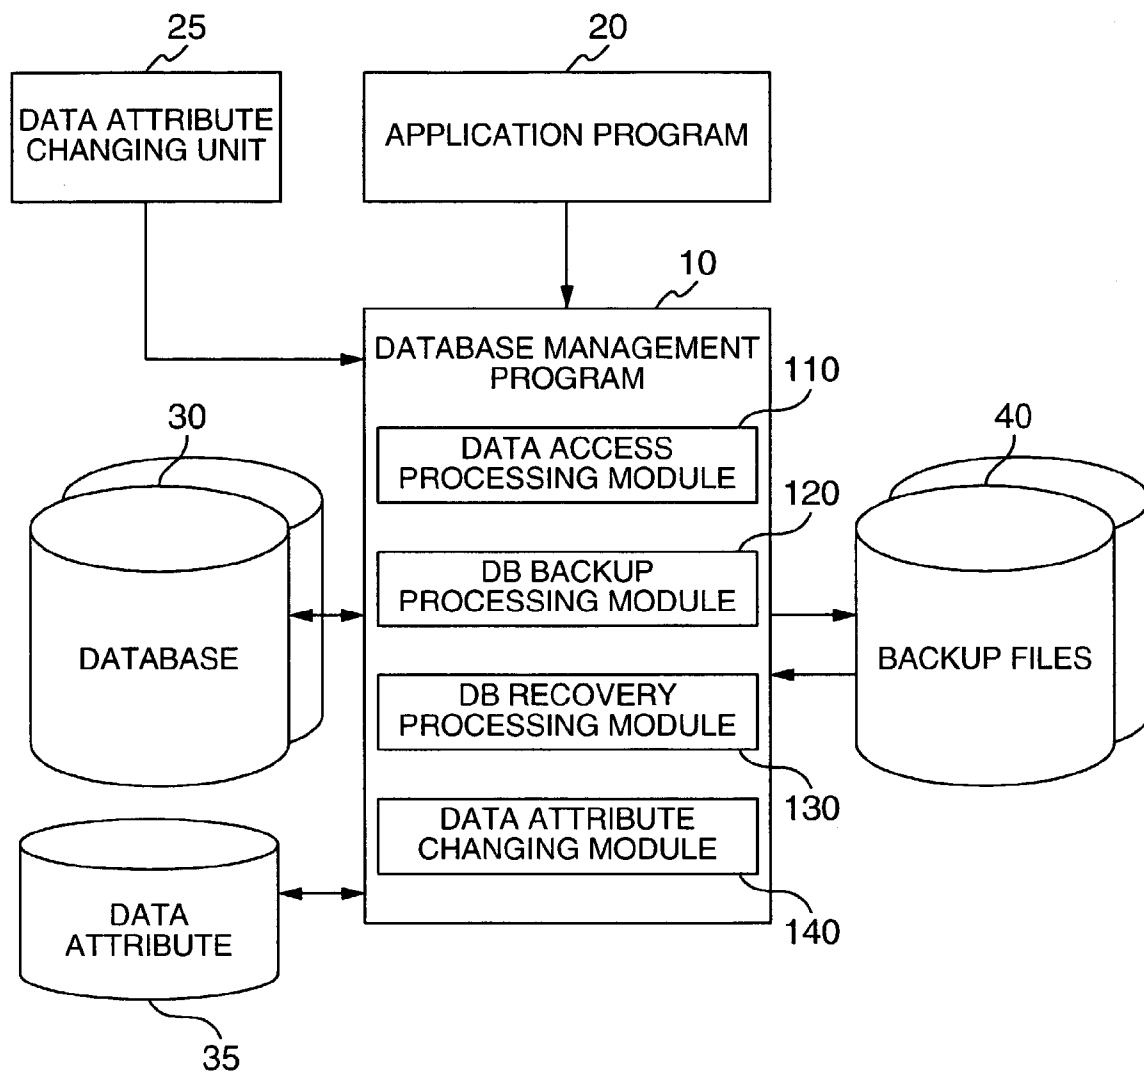 25
20
DATA ATTRIBUTE
CHANGING UNIT
APPLICATION PROGRAM
10
DATABASE MANAGEMENT
PROGRAM
110
DATA ACCESS
PROCESSING MODULE
30
40
120
DB BACKUP
PROCESSING MODULE
DATABASE
BACKUP FILES
DB RECOVERY
PROCESSING MODULE
130
DATA ATTRIBUTE
CHANGING MODULE
140
DATA
ATTRIBUTE
35